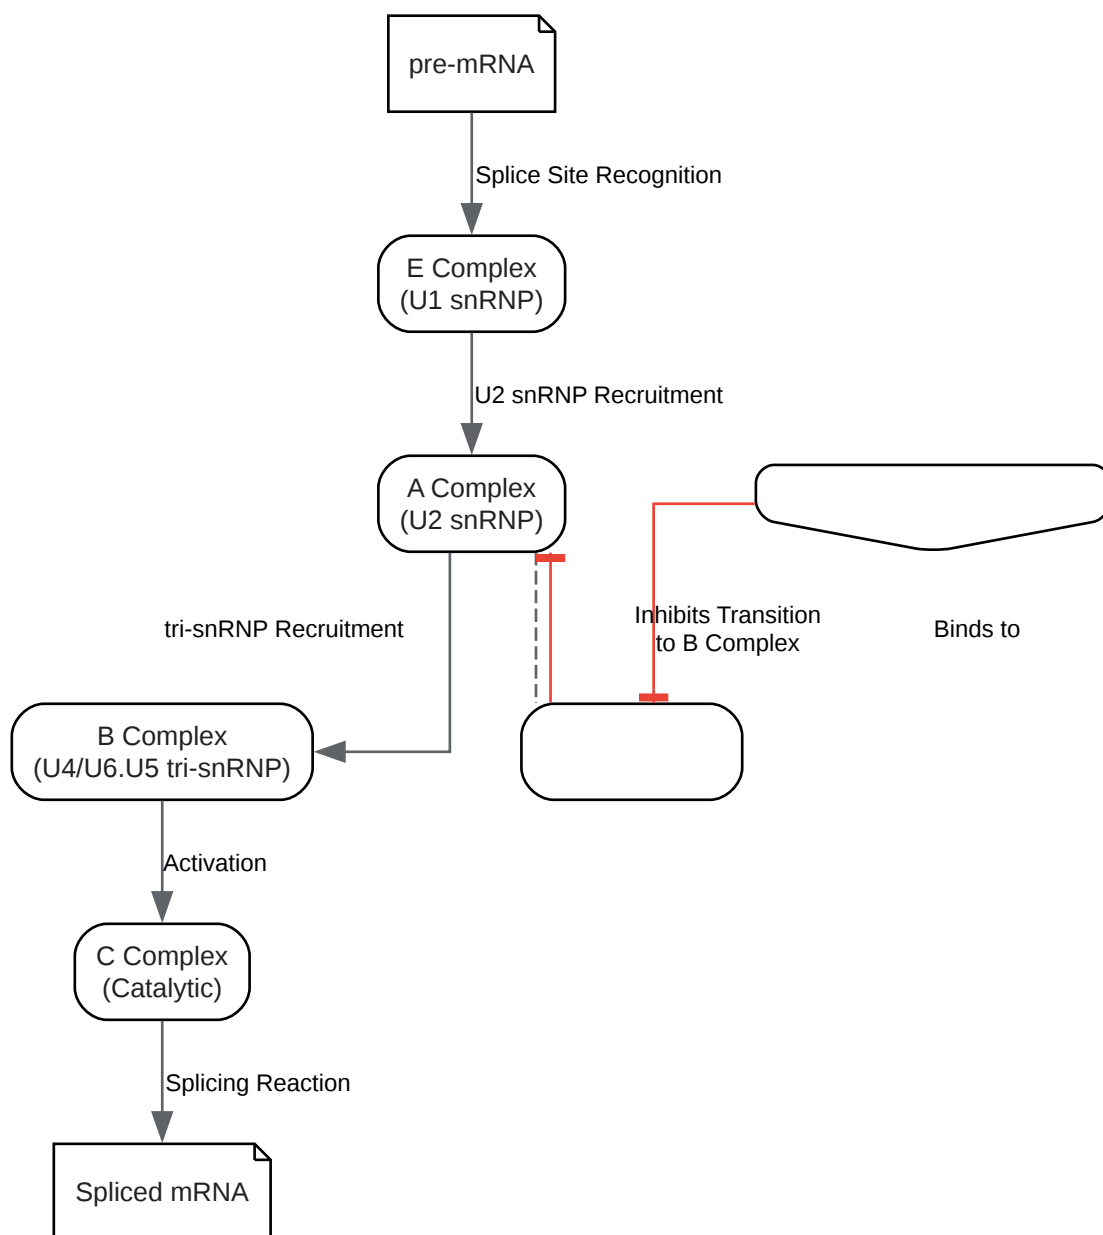 pre-mRNA
Splice Site Recognition
E Complex
(U1 snRNP)
U2 snRNP Recruitment
A Complex
(U2 snRNP)
tri-snRNP Recruitment
Inhibits Transition
to B Complex
Binds to
B Complex
(U4/U6.U5 tri-snRNP)
Activation
C Complex
(Catalytic)
Splicing Reaction
Spliced mRNA